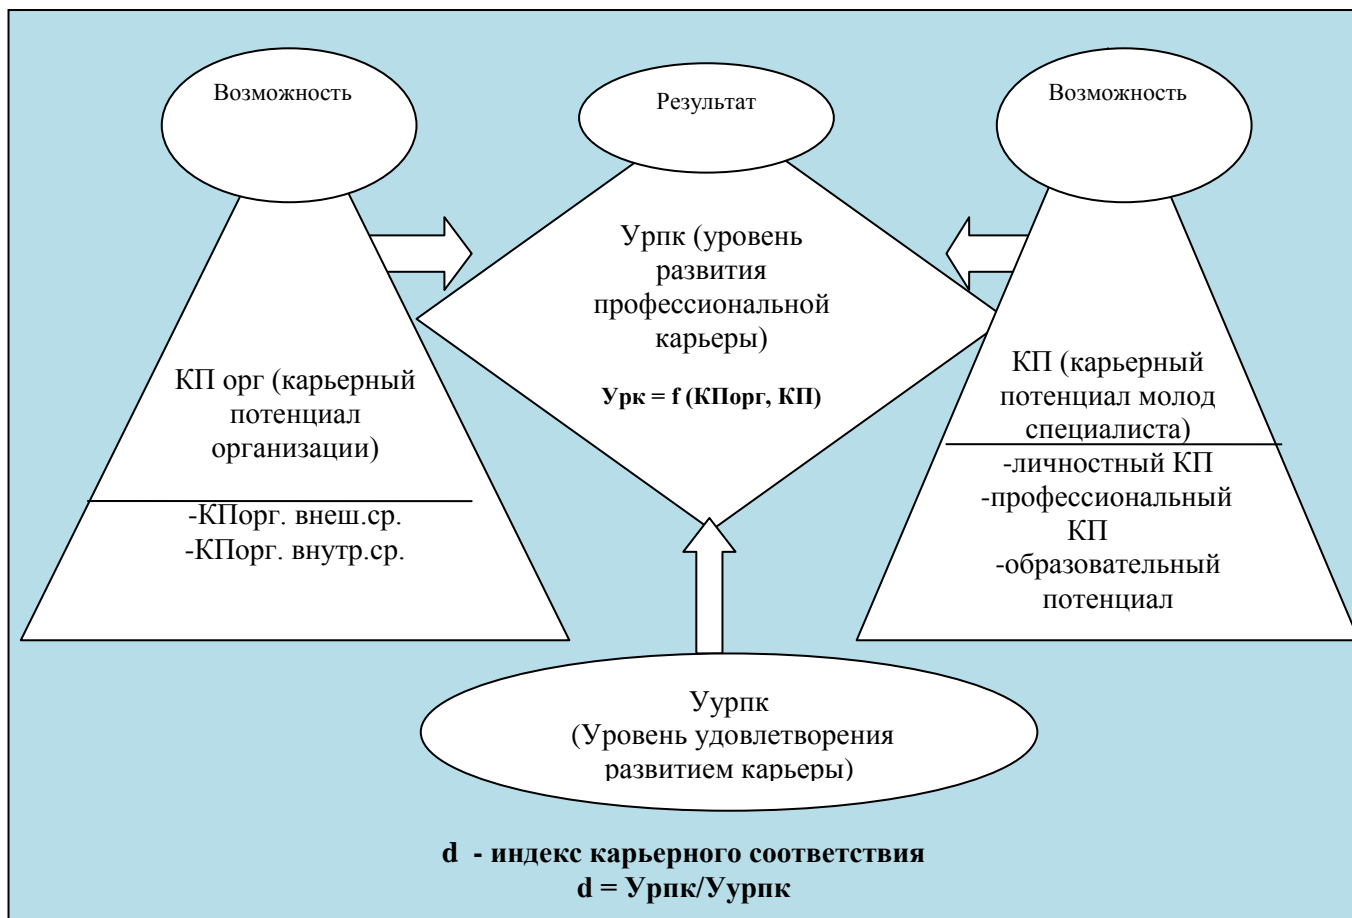 Возможность
КП орг (карьерный
потенциал
организации)
-КПорг. внеш.ср.
-КПорг. внутр.ср.
Результат
Урпк (уровень
развития
профессиональной
карьеры)
Урк = f (КПорг, КП)
Возможность
КП (карьерный
потенциал молод
специалиста)
-личностный КП
-профессиональный
КП
-образовательный
потенциал
Уурпк
(Уровень удовлетворения
развитием карьеры)
d - индекс карьерного соответствия
d = Урпк/Уурпк